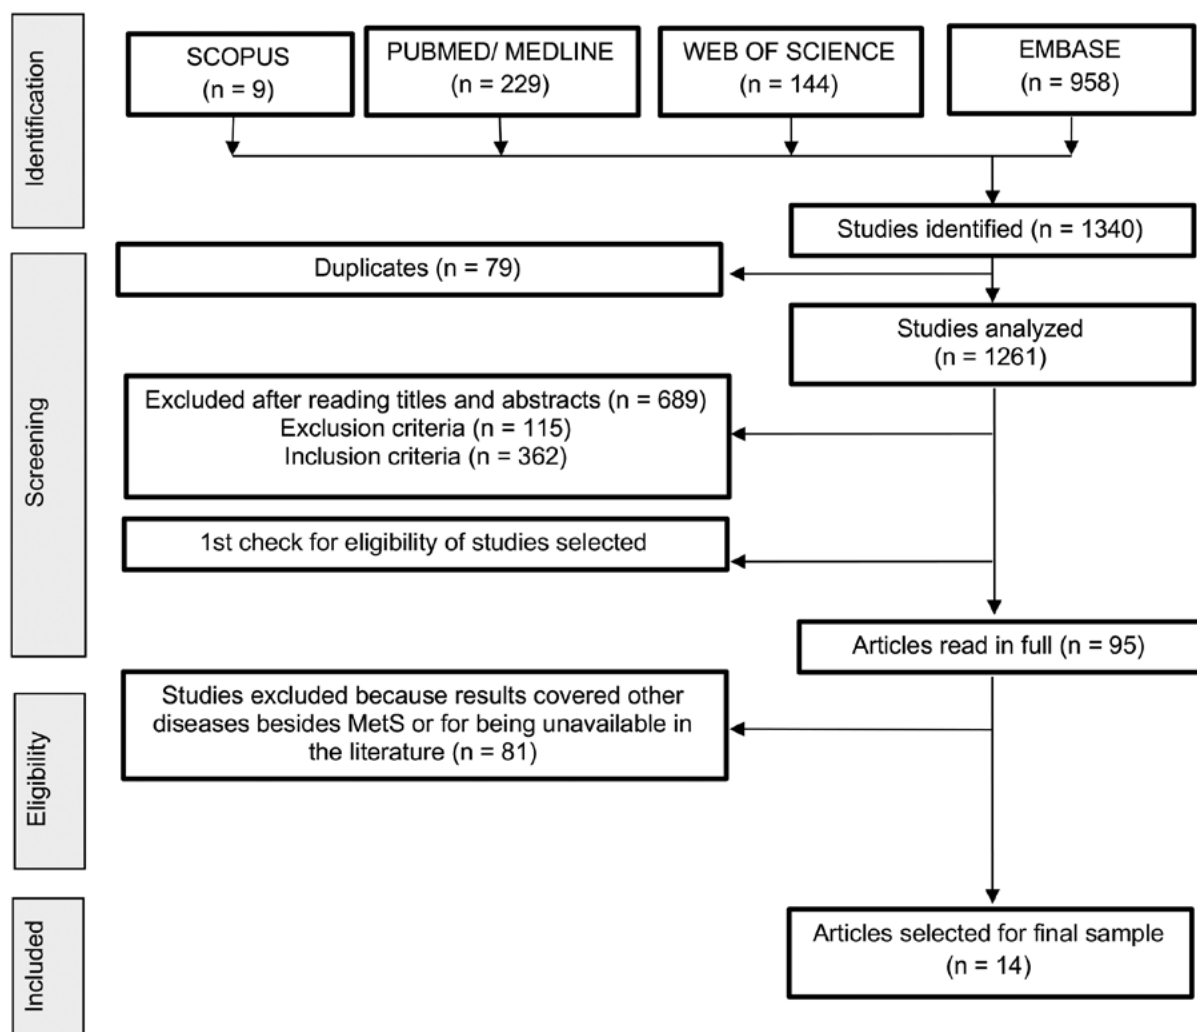 Identification
SCOPUS
(n = 9)
PUBMED/ MEDLINE
(n = 229)
WEB OF SCIENCE
(n = 144)
EMBASE
(n = 958)
Studies identified (n = 1340)
Screening
Duplicates (n = 79)
Studies analyzed
(n = 1261)
Excluded after reading titles and abstracts (n = 689)
Exclusion criteria (n = 115)
Inclusion criteria (n = 362)
1st check for eligibility of studies selected
Articles read in full (n = 95)
Eligibility
Studies excluded because results covered other
diseases besides MetS or for being unavailable in
the literature (n = 81)
Included
Articles selected for final sample
(n = 14)